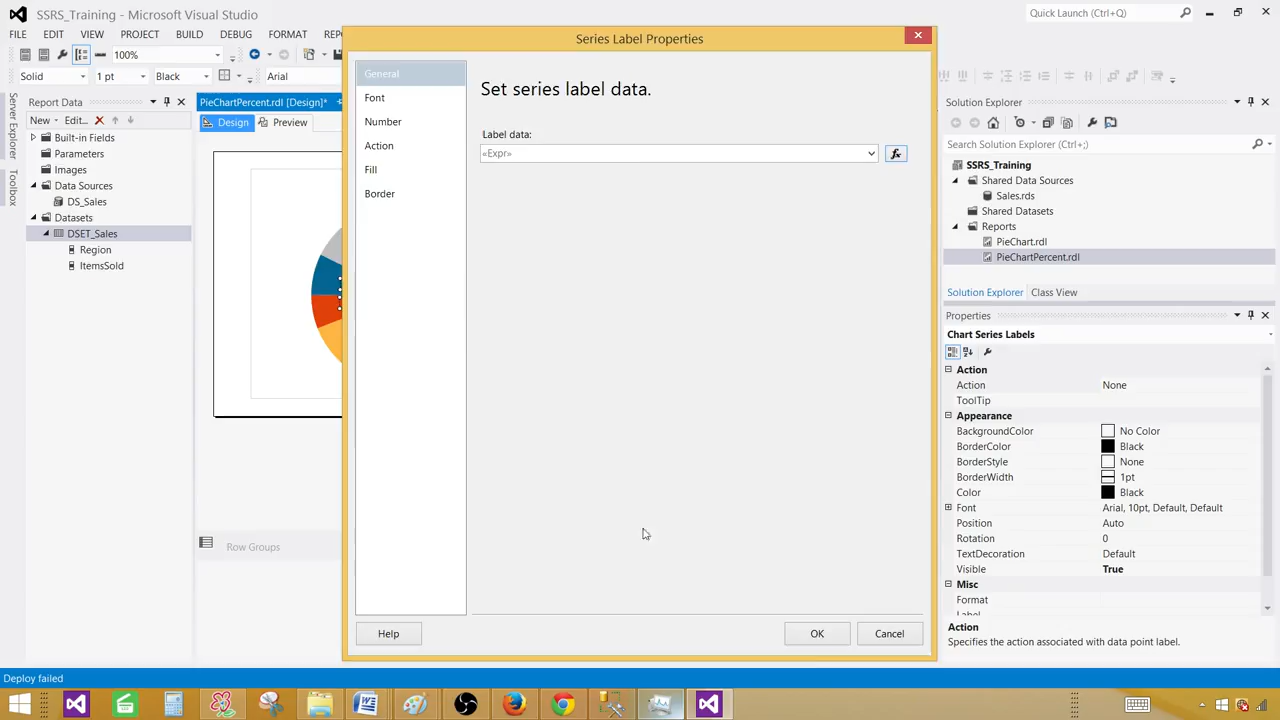 SSRS_Training - Microsoft Visual Studio
Quick Launch (Ctrl+;)
FILE EDIT VIEW PROJECT BUILD DEBUG FORMAT
100%
Solid 1 pt Black Arial
Series Label Properties
General
Font
Number
Action
Fill
Border
Set series label data.
Label data:
«Expr»
fx
Help OK Cancel
Server Explorer
Toolbox
Report Data
New Edit...
Built-in Fields
Parameters
Images
Data Sources
DS_Sales
Datasets
DSET_Sales
Region
ItemsSold
PieChartPercent.rdl [Design]*
Design Preview
Row Groups
Solution Explorer
Search Solution Explorer (Ctrl+;)
SSRS_Training
Shared Data Sources
Sales.rds
Shared Datasets
Reports
PieChart.rdl
PieChartPercent.rdl
Solution Explorer Class View
Properties
Chart Series Labels
Action
Action None
ToolTip
Appearance
BackgroundColor No Color
BorderColor Black
BorderStyle None
BorderWidth 1pt
Color Black
Font Arial, 10pt, Default, Default
Position Auto
Rotation 0
TextDecoration Default
Visible True
Misc
Format
Action
Specifies the action associated with data point label.
Deploy failed